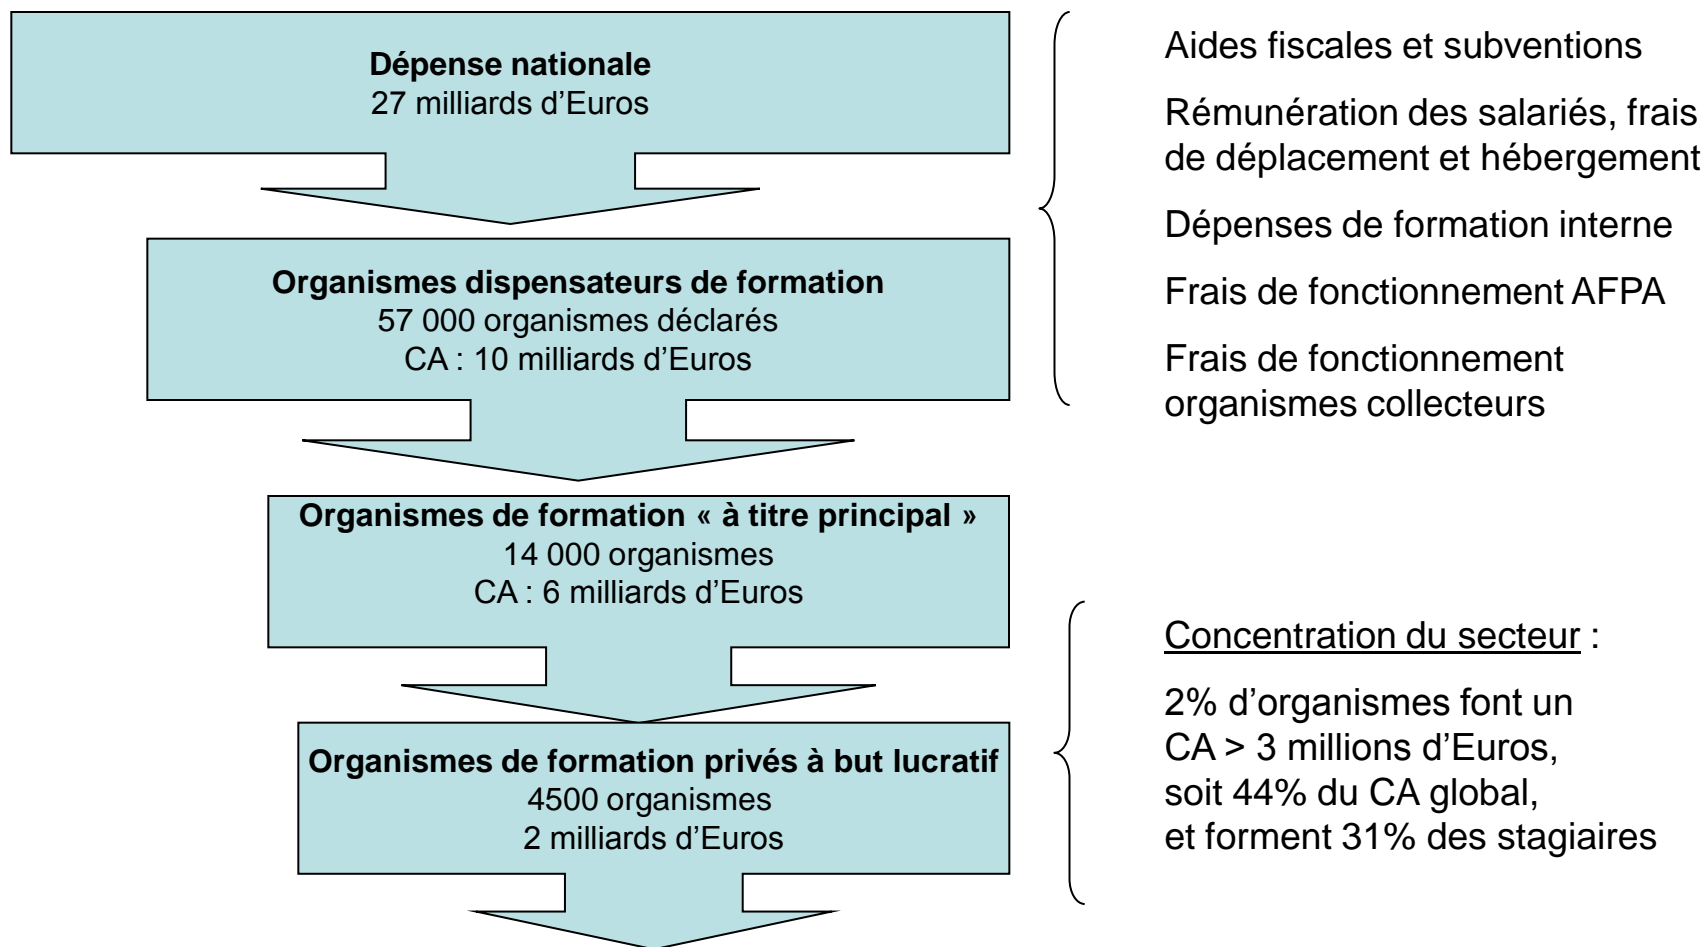 Dépense nationale
27 milliards d’Euros
Organismes dispensateurs de formation
57 000 organismes déclarés
CA : 10 milliards d’Euros
Organismes de formation « à titre principal »
14 000 organismes
CA : 6 milliards d’Euros
Organismes de formation privés à but lucratif
4500 organismes
2 milliards d’Euros
Aides fiscales et subventions
Rémunération des salariés, frais
de déplacement et hébergement
Dépenses de formation interne
Frais de fonctionnement AFPA
Frais de fonctionnement
organismes collecteurs
Concentration du secteur :
2% d’organismes font un
CA > 3 millions d’Euros,
soit 44% du CA global,
et forment 31% des stagiaires